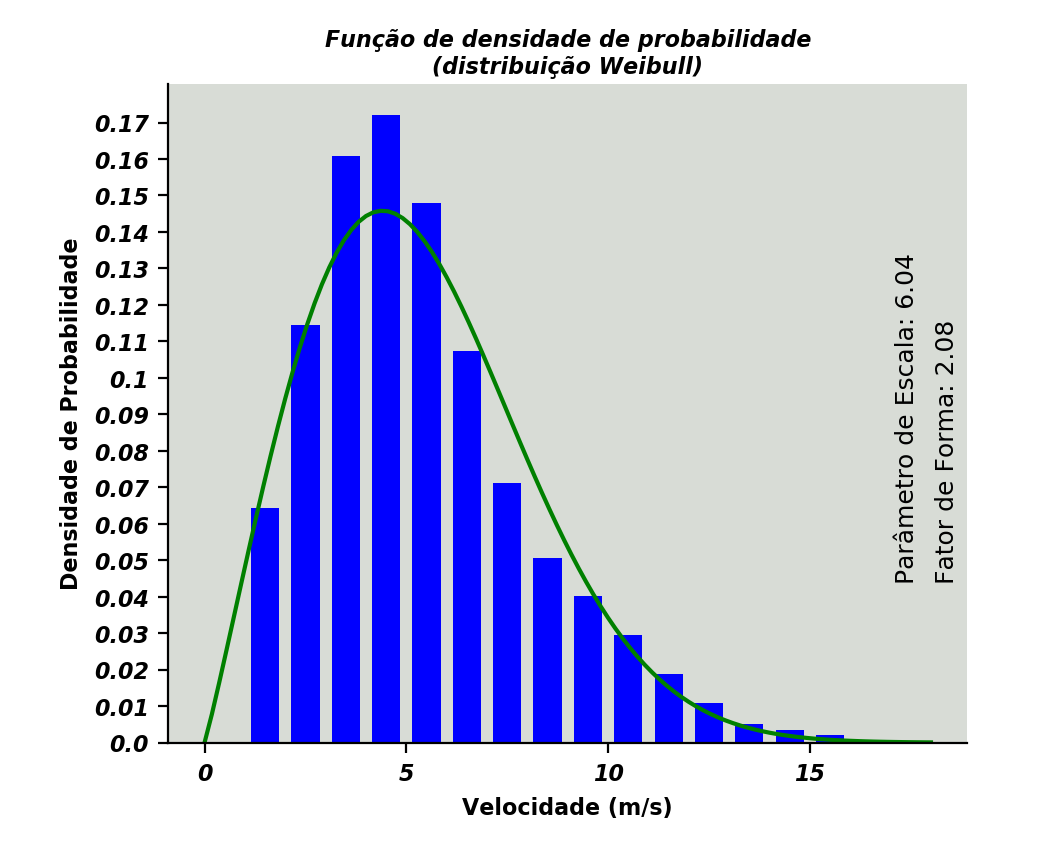 Função de densidade de probabilidade
(distribuição Weibull)
Densidade de Probabilidade
0.17
0.16
0.15
0.14
0.13
0.12
0.11
0.1
0.09
0.08
0.07
0.06
0.05
0.04
0.03
0.02
0.01
0.0
Parâmetro de Escala: 6.04
Fator de Forma: 2.08
0 5 10 15
Velocidade (m/s)